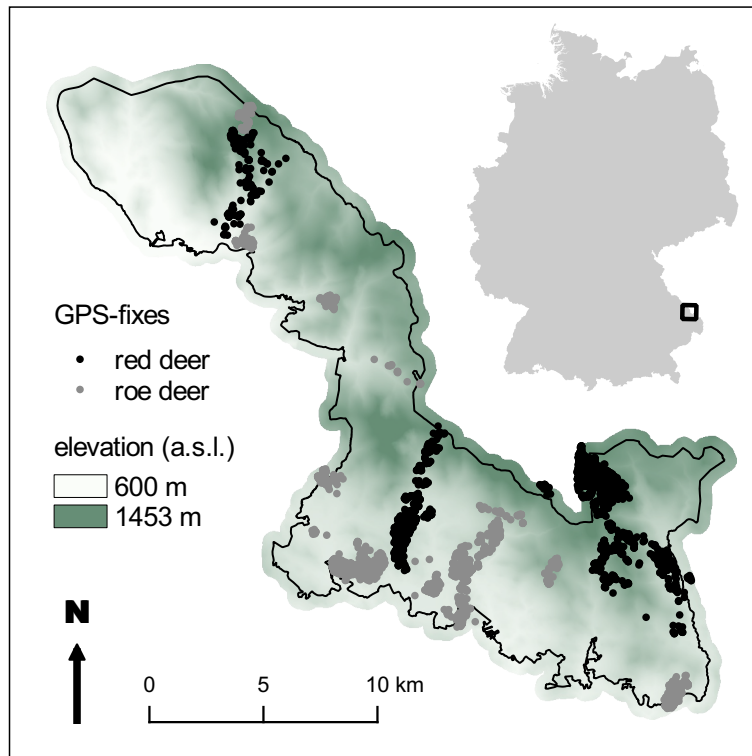 GPS-fixes
red deer
roe deer
elevation (a.s.l.)
600 m
1453 m
N
0 5 10 km